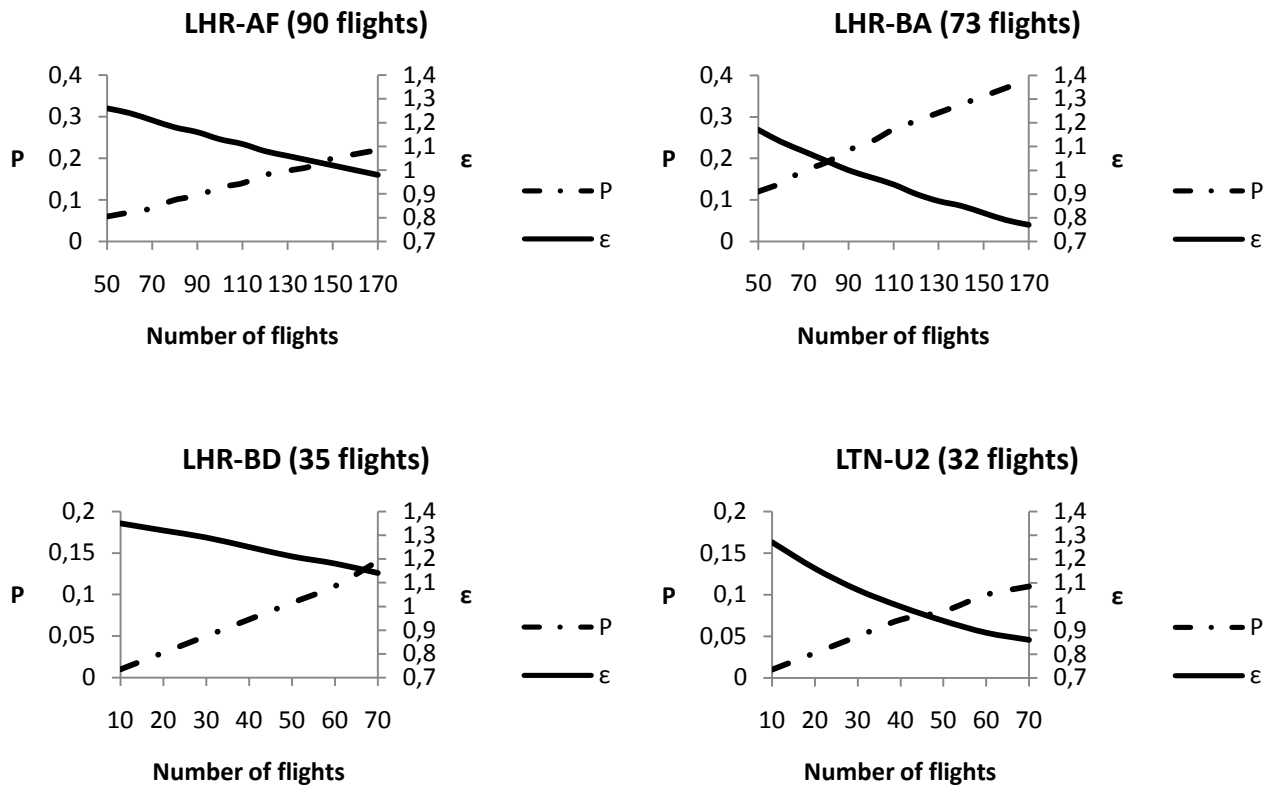 LHR-AF (90 flights)
0,4
0,3
0,2
0,1
0
P
1,4
1,3
1,2
1,1
1
0,9
0,8
0,7
ε
P
ε
50 70 90 110 130 150 170
Number of flights
LHR-BA (73 flights)
0,4
0,3
0,2
0,1
0
P
1,4
1,3
1,2
1,1
1
0,9
0,8
0,7
ε
P
ε
50 70 90 110 130 150 170
Number of flights
LHR-BD (35 flights)
0,2
0,15
0,1
0,05
0
P
1,4
1,3
1,2
1,1
1
0,9
0,8
0,7
ε
P
ε
10 20 30 40 50 60 70
Number of flights
LTN-U2 (32 flights)
0,2
0,15
0,1
0,05
0
P
1,4
1,3
1,2
1,1
1
0,9
0,8
0,7
ε
P
ε
10 20 30 40 50 60 70
Number of flights